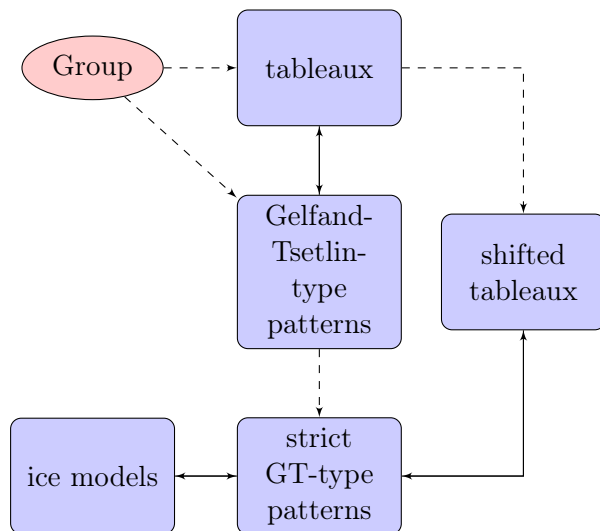 Group
tableaux
Gelfand-
Tsetlin-
type
patterns
shifted
tableaux
ice models
strict
GT-type
patterns